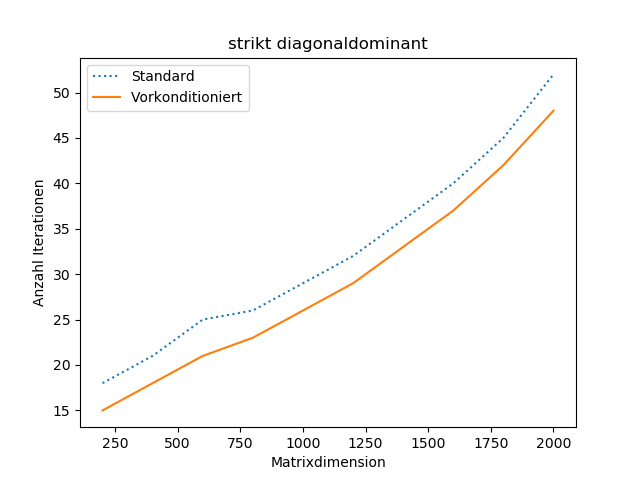 strikt diagonaldominant
Standard
Vorkonditioniert
Anzahl Iterationen
50
45
40
35
30
25
20
15
250 500 750 1000 1250 1500 1750 2000
Matrixdimension